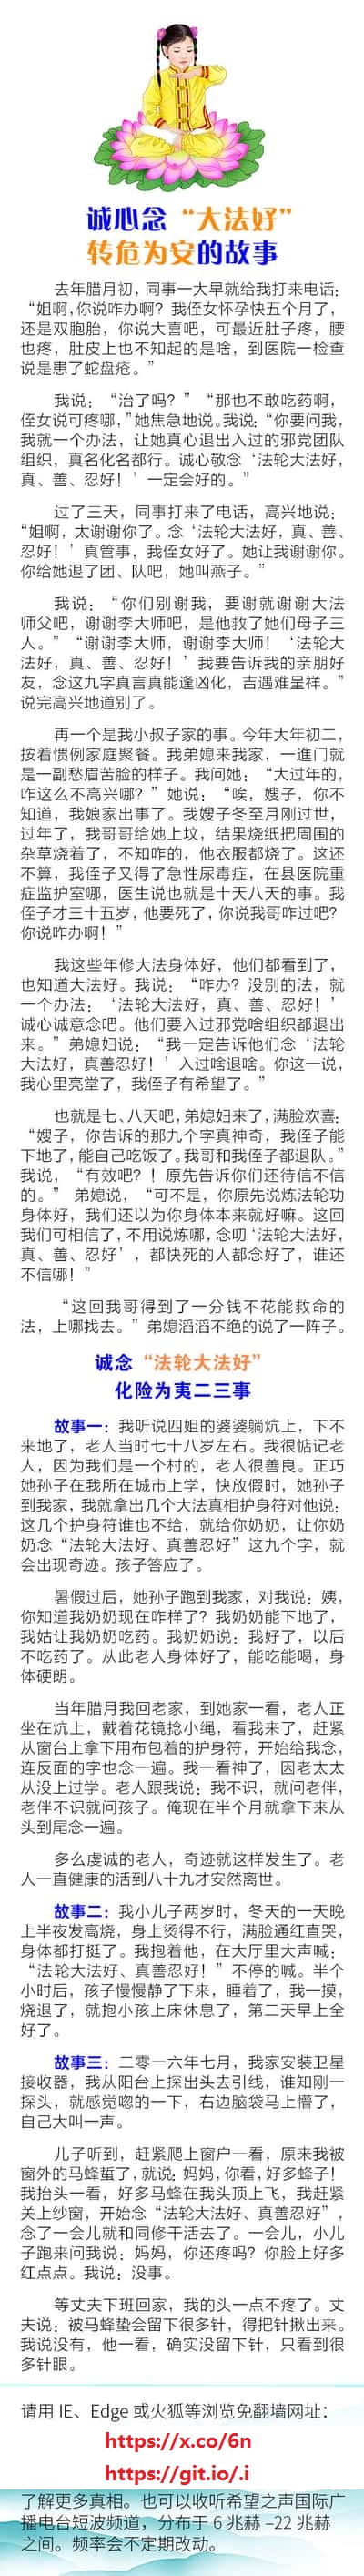 诚心念“大法好”
转危为安的故事
去年腊月初，同事一大早就给我打来电话：
“姐啊，你说咋办啊？我侄女怀孕快五个月了，
还是双胞胎，你说大喜吧，可最近肚子疼，腰
也疼，肚皮上也不知起的是啥，到医院一检查
说是患了蛇盘疮。”
我说：“治了吗？”“那也不敢吃药啊，
侄女说可疼哪，”她焦急地说。我说：“你要问我，
我就一个办法，让她真心退出入过的邪党团队
组织，真名化名都行。诚心敬念‘法轮大法好，
真、善、忍好！’一定会好的。”
过了三天，同事打来了电话，高兴地说：
“姐啊，太谢谢你了。念‘法轮大法好，真、善、
忍好！’真管事，我侄女好了。她让我谢谢你。
你给她退了团、队吧，她叫燕子。”
我说：“你们别谢我，要谢就谢谢大法
师父吧，谢谢李大师吧，是他救了她们母子三
人。”“谢谢李大师，谢谢李大师！‘法轮大
法好，真、善、忍好！’我要告诉我的亲朋好
友，念这九字真言真能逢凶化，吉遇难呈祥。”
说完高兴地道别了。
再一个是我小叔子家的事。今年大年初二，
按着惯例家庭聚餐。我弟媳来我家，一進门就
是一副愁眉苦脸的样子。我问她：“大过年的，
咋这么不高兴哪？”她说：“唉，嫂子，你不
知道，我娘家出事了。我嫂子冬至月刚过世，
过年了，我哥哥给她上坟，结果烧纸把周围的
杂草烧着了，不知咋的，他衣服都烧了。这还
不算，我侄子又得了急性尿毒症，在县医院重
症监护室哪，医生说也就是十天八天的事。我
侄子才三十五岁，他要死了，你说我哥咋过吧？
你说咋办啊！”
我这些年修大法身体好，他们都看到了，
也知道大法好。我说：“咋办？没别的法，就
一个办法：‘法轮大法好，真、善、忍好！’
诚心诚意念吧。他们要入过邪党啥组织都退出
来。”弟媳妇说：“我一定告诉他们念‘法轮
大法好，真善忍好！’入过啥退啥。你这一说，
我心里亮堂了，我侄子有希望了。”
也就是七、八天吧，弟媳妇来了，满脸欢喜：
“嫂子，你告诉的那九个字真神奇，我侄子能
下地了，能自己吃饭了。我哥和我侄子都退队。”
我说，“有效吧？！原先告诉你们还待信不信
的。” 弟媳说，“可不是，你原先说炼法轮功
身体好，我们还以为你身体本来就好嘛。这回
我们可相信了，不用说炼哪，念叨‘法轮大法好，
真、善、忍好’，都快死的人都念好了，谁还
不信哪！”
“这回我哥得到了一分钱不花能救命的
法，上哪找去。”弟媳滔滔不绝的说了一阵子。
诚念“法轮大法好”
化险为夷二三事
故事一：我听说四姐的婆婆躺炕上，下不
来地了，老人当时七十八岁左右。我很惦记老
人，因为我们是一个村的，老人很善良。正巧
她孙子在我所在城市上学，快放假时，她孙子
到我家，我就拿出几个大法真相护身符对他说：
这几个护身符谁也不给，就给你奶奶，让你奶
奶念“法轮大法好、真善忍好”这九个字，就
会出现奇迹。孩子答应了。
暑假过后，她孙子跑到我家，对我说：姨，
你知道我奶奶现在咋样了？我奶奶能下地了，
我姑让我奶奶吃药。我奶奶说：我好了，以后
不吃药了。从此老人身体好了，能吃能喝，身
体硬朗。
当年腊月我回老家，到她家一看，老人正
坐在炕上，戴着花镜捻小绳，看我来了，赶紧
从窗台上拿下用布包着的护身符，开始给我念，
连反面的字也念一遍。我一看神了，因老太太
从没上过学。老人跟我说：我不识，就问老伴，
老伴不识就问孩子。俺现在半个月就拿下来从
头到尾念一遍。
多么虔诚的老人，奇迹就这样发生了。老
人一直健康的活到八十九才安然离世。
故事二：我小儿子两岁时，冬天的一天晚
上半夜发高烧，身上烫得不行，满脸通红直哭，
身体都打挺了。我抱着他，在大厅里大声喊：
“法轮大法好、真善忍好！”不停的喊。半个
小时后，孩子慢慢静了下来，睡着了，我一摸，
烧退了，就抱小孩上床休息了，第二天早上全
好了。
故事三：二零一六年七月，我家安装卫星
接收器，我从阳台上探出头去引线，谁知刚一
探头，就感觉唿的一下，右边脑袋马上懵了，
自己大叫一声。
儿子听到，赶紧爬上窗户一看，原来我被
窗外的马蜂蜇了，就说：妈妈，你看，好多蜂子！
我抬头一看，好多马蜂在我头顶上飞，我赶紧
关上纱窗，开始念“法轮大法好、真善忍好”，
念了一会儿就和同修干活去了。一会儿，小儿
子跑来问我说：妈妈，你还疼吗？你脸上好多
红点点。我说：没事。
等丈夫下班回家，我的头一点不疼了。丈
夫说：被马蜂蛰会留下很多针，得把针揪出来。
我说没有，他一看，确实没留下针，只看到很
多针眼。
请用 IE、Edge 或火狐等浏览免翻墙网址：
https://x.co/6n
https://git.io/.i
了解更多真相。也可以收听希望之声国际广
播电台短波频道，分布于 6 兆赫 –22 兆赫
之间。频率会不定期改动。